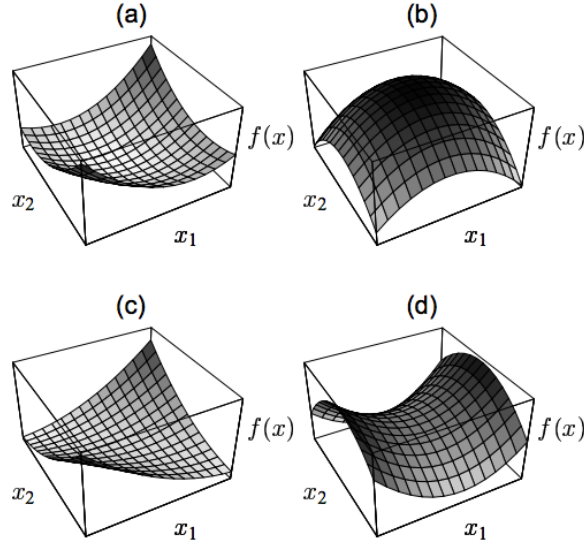 (a)
(b)
f(x)
f(x)
x₂
x₁
x₂
x₁
(c)
(d)
f(x)
f(x)
x₂
x₁
x₂
x₁